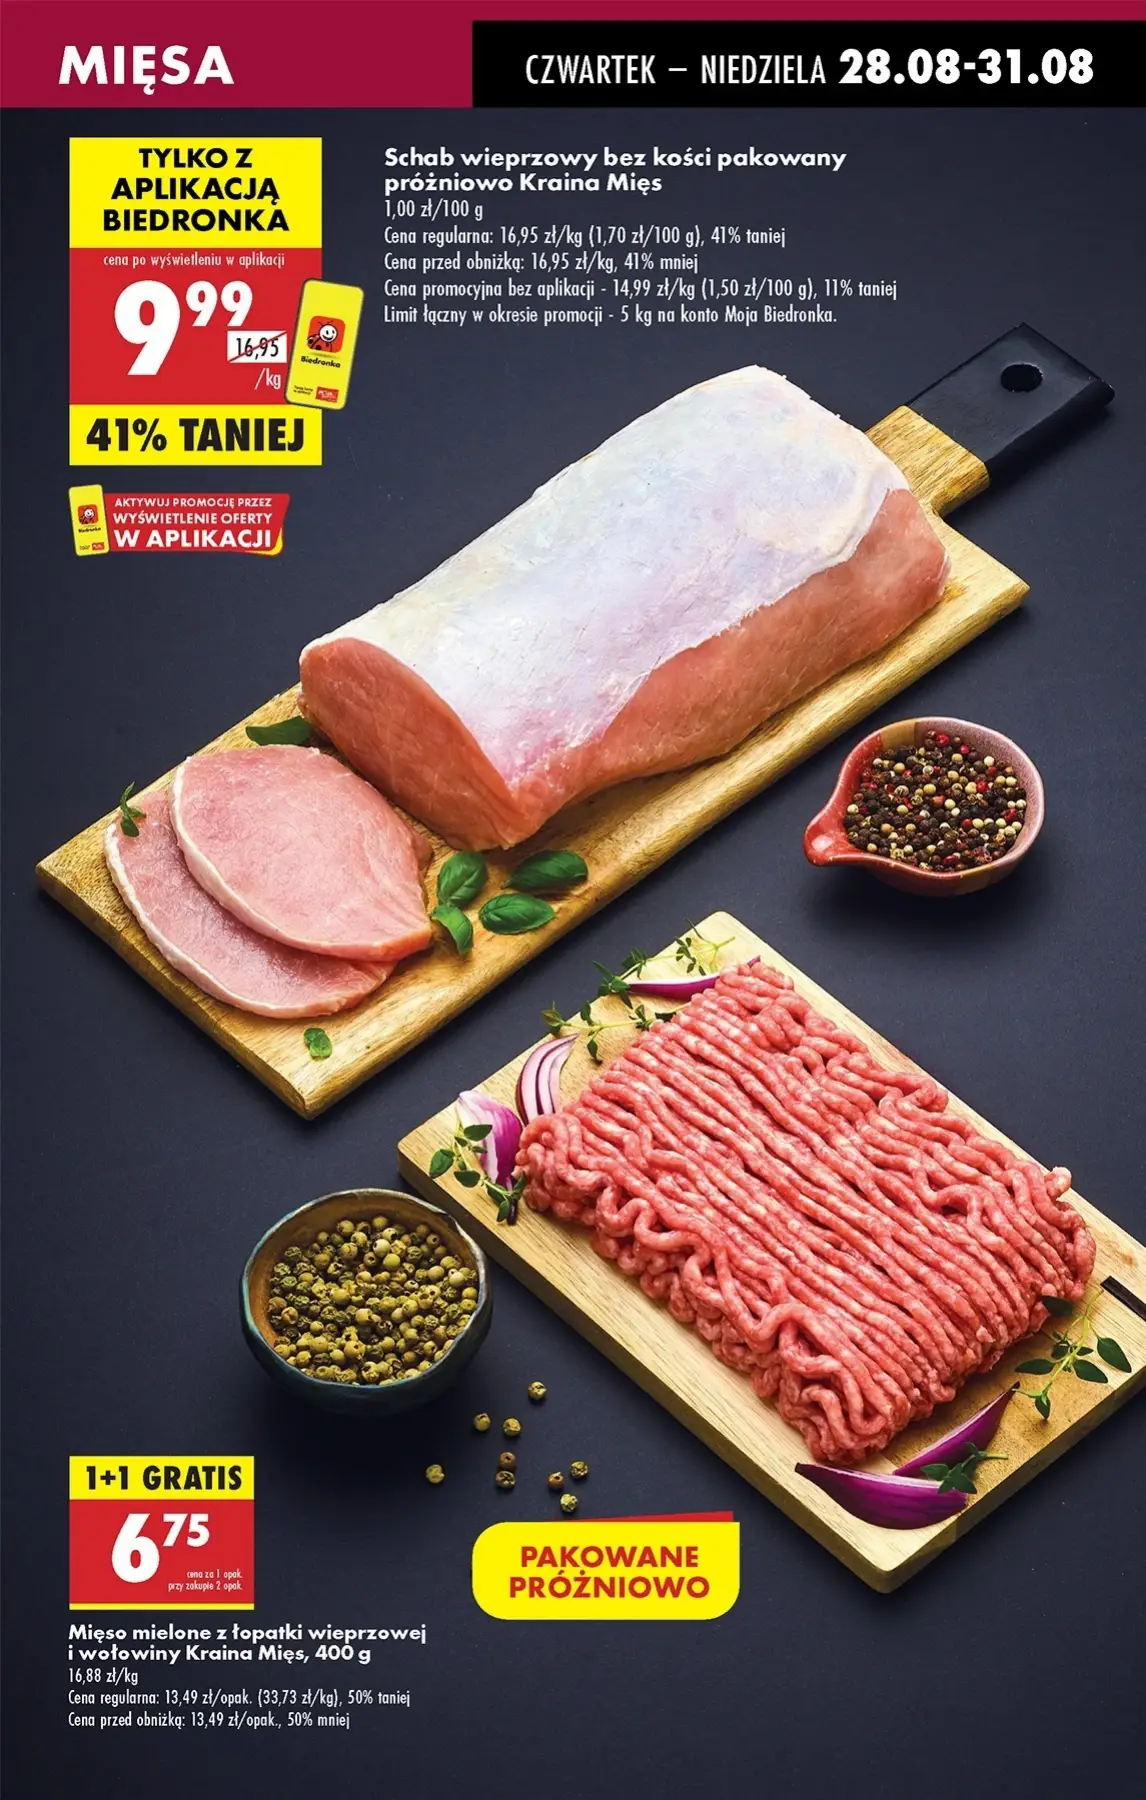 MIĘSA
CZWARTEK – NIEDZIELA 28.08-31.08
TYLKO Z
APLIKACJĄ
BIEDRONKA
cena po wyświetleniu w aplikacji
9 99
16,95
/kg
Biedronka
41% TANIEJ
AKTYWUJ PROMOCJĘ PRZEZ
WYŚWIETLENIE OFERTY
W APLIKACJI
Schab wieprzowy bez kości pakowany
próżniowo Kraina Mięs
1,00 zł/100 g
Cena regularna: 16,95 zł/kg (1,70 zł/100 g), 41% taniej
Cena przed obniżką: 16,95 zł/kg, 41% mniej
Cena promocyjna bez aplikacji - 14,99 zł/kg (1,50 zł/100 g), 11% taniej
Limit łączny w okresie promocji - 5 kg na konto Moja Biedronka.
1+1 GRATIS
6 75
cena za 1 opak.
przy zakupie 2 opak.
PAKOWANE
PRÓŻNIOWO
Mięso mielone z łopatki wieprzowej
i wołowiny Kraina Mięs, 400 g
16,88 zł/kg
Cena regularna: 13,49 zł/opak. (33,73 zł/kg), 50% taniej
Cena przed obniżką: 13,49 zł/opak., 50% mniej